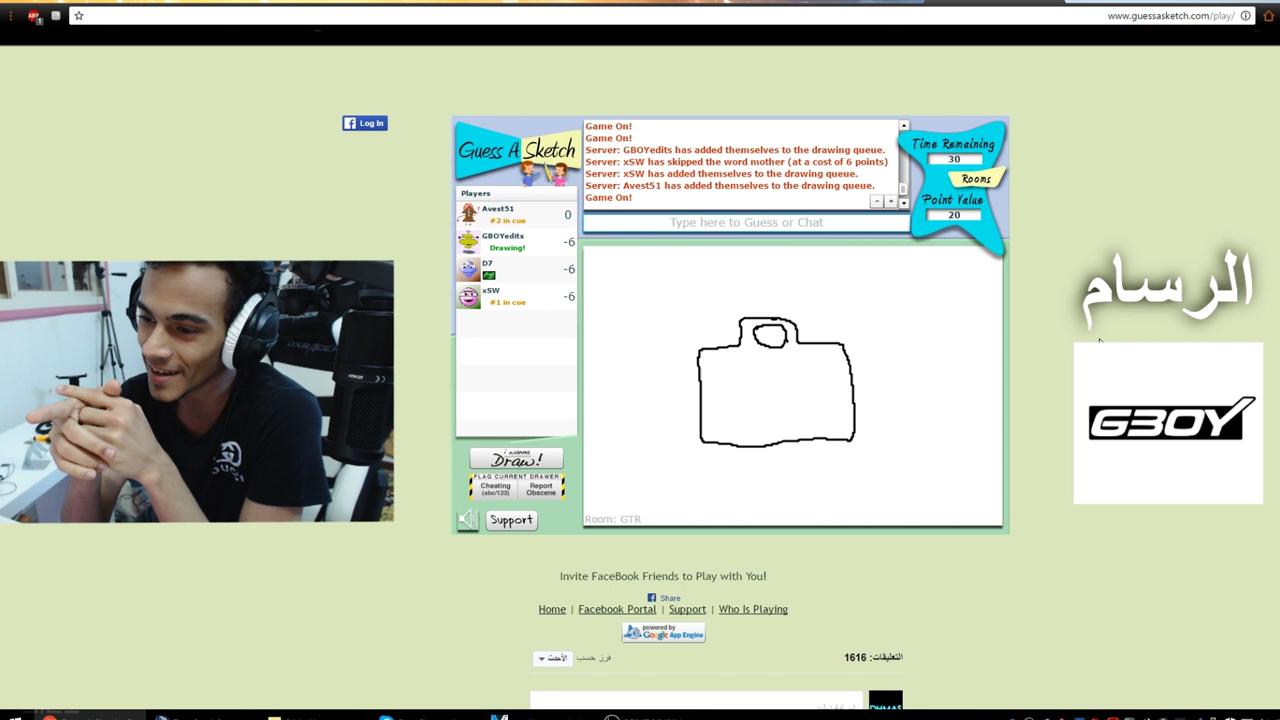 www.guessasketch.com/play/
Log In
Guess A Sketch
Game On!
Game On!
Server: GBOYedits has added themselves to the drawing queue.
Server: xSW has skipped the word mother (at a cost of 6 points)
Server: xSW has added themselves to the drawing queue.
Server: Avest51 has added themselves to the drawing queue.
Game On!
Type here to Guess or Chat
Time Remaining
30
Rooms
Point Value
20
Players
Avest51
#2 in cue
0
GBOYedits
Drawing!
-6
D7
-6
xSW
#1 in cue
-6
الرسام
GBOY
i wanna
Draw!
FLAG CURRENT DRAWER
Cheating
(abc/123)
Report
Obscene
Support
Room: GTR
Invite FaceBook Friends to Play with You!
Share
Home | Facebook Portal | Support | Who Is Playing
powered by
Google App Engine
التعليقات: 1616
فرز حسب
الأحدث